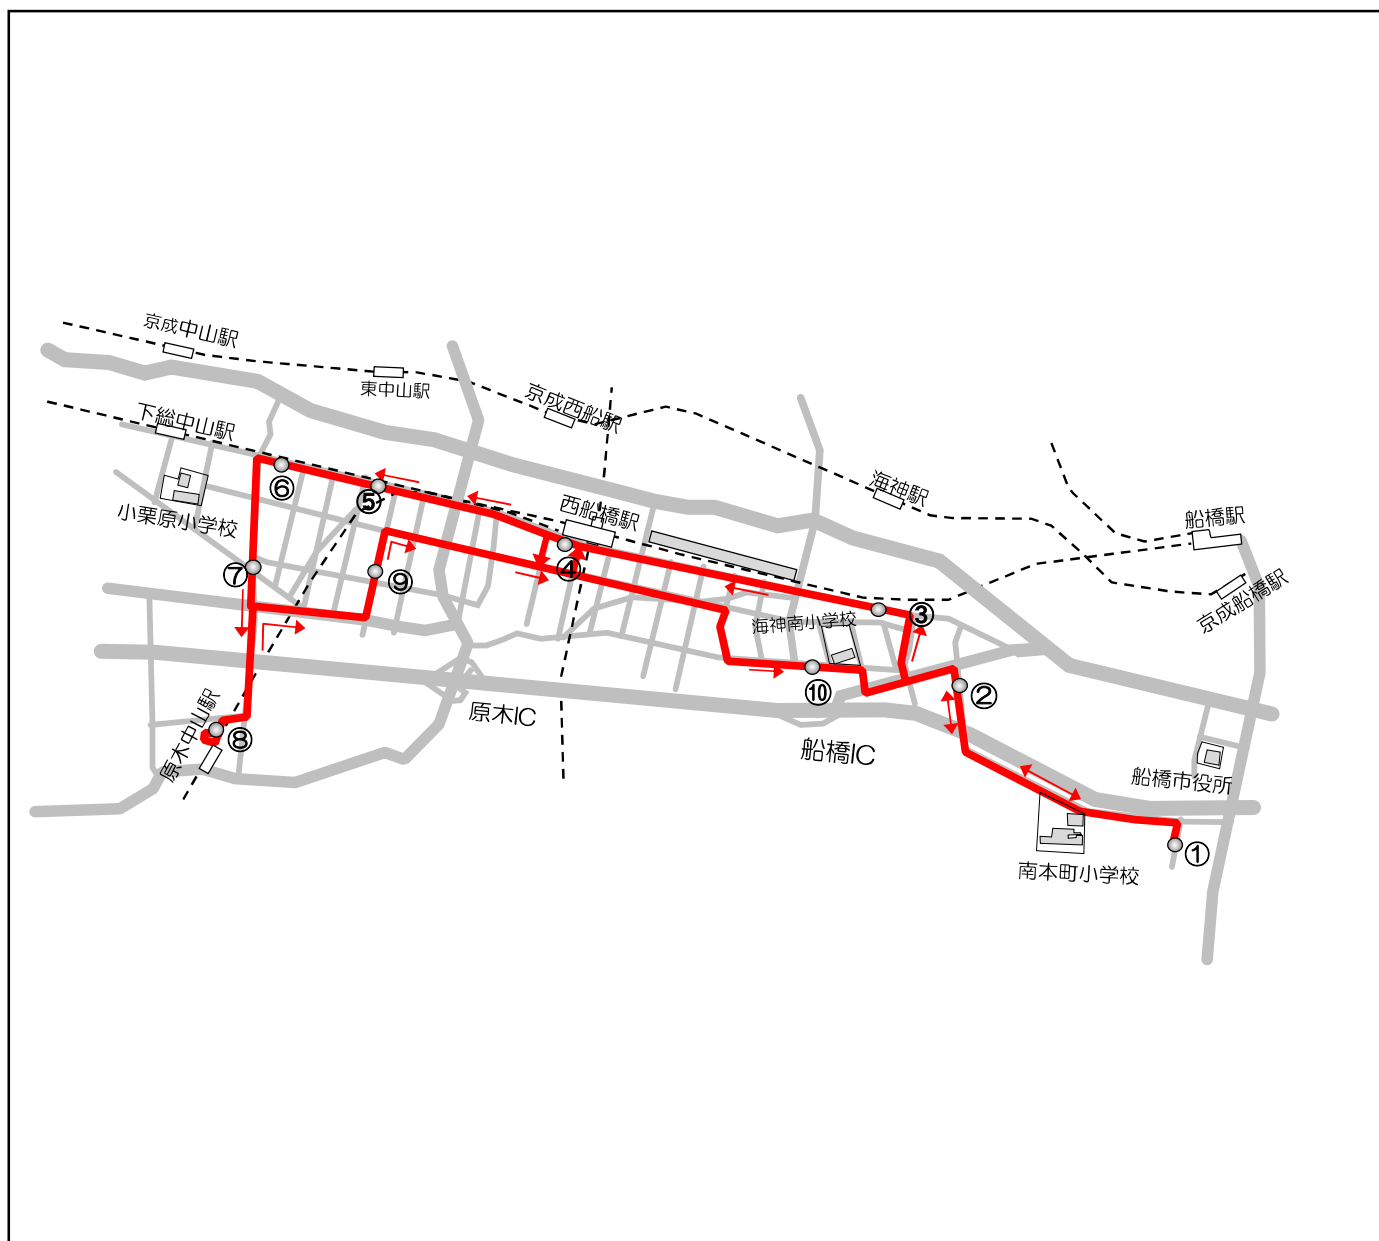 京成中山駅
東中山駅
京成西船駅
下総中山駅
海神駅
⑥
⑤
西船橋駅
船橋駅
小栗原小学校
⑦
⑨
④
京成船橋駅
③
海神南小学校
⑩
②
原木IC
原木中山駅
⑧
船橋IC
船橋市役所
①
南本町小学校